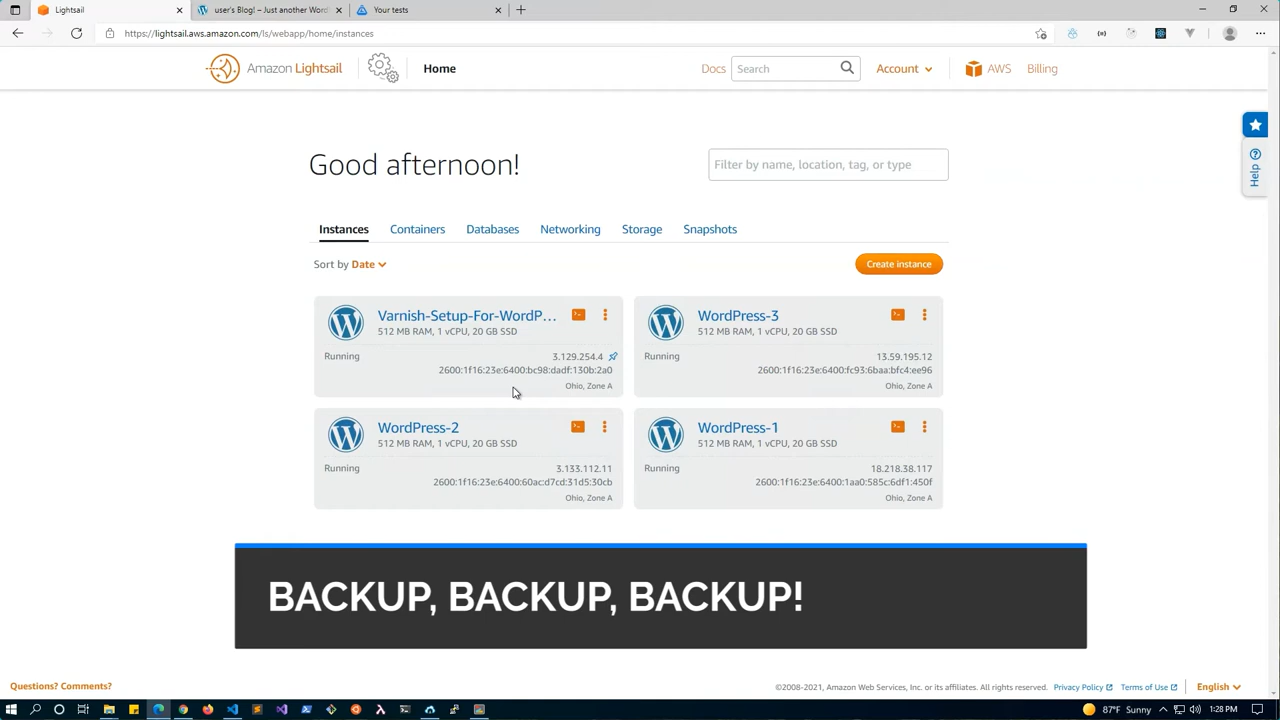 Lightsail
user's Blog! – Just another Word
Your tests
https://lightsail.aws.amazon.com/ls/webapp/home/instances
Amazon Lightsail
Home
Docs
Search
Account
AWS
Billing
Good afternoon!
Filter by name, location, tag, or type
Help
Instances
Containers
Databases
Networking
Storage
Snapshots
Sort by Date
Create instance
Varnish-Setup-For-WordP...
512 MB RAM, 1 vCPU, 20 GB SSD
Running
3.129.254.4
2600:1f16:23e:6400:bc98:dadf:130b:2a0
Ohio, Zone A
WordPress-3
512 MB RAM, 1 vCPU, 20 GB SSD
Running
13.59.195.12
2600:1f16:23e:6400:fc93:6baa:bfc4:ee96
Ohio, Zone A
WordPress-2
512 MB RAM, 1 vCPU, 20 GB SSD
Running
3.133.112.11
2600:1f16:23e:6400:60ac:d7cd:31d5:30cb
Ohio, Zone A
WordPress-1
512 MB RAM, 1 vCPU, 20 GB SSD
Running
18.218.38.117
2600:1f16:23e:6400:1aa0:585c:6df1:450f
Ohio, Zone A
BACKUP, BACKUP, BACKUP!
Questions? Comments?
©2008-2021, Amazon Web Services, Inc. or its affiliates. All rights reserved.
Privacy Policy
Terms of Use
English
87°F Sunny
1:28 PM